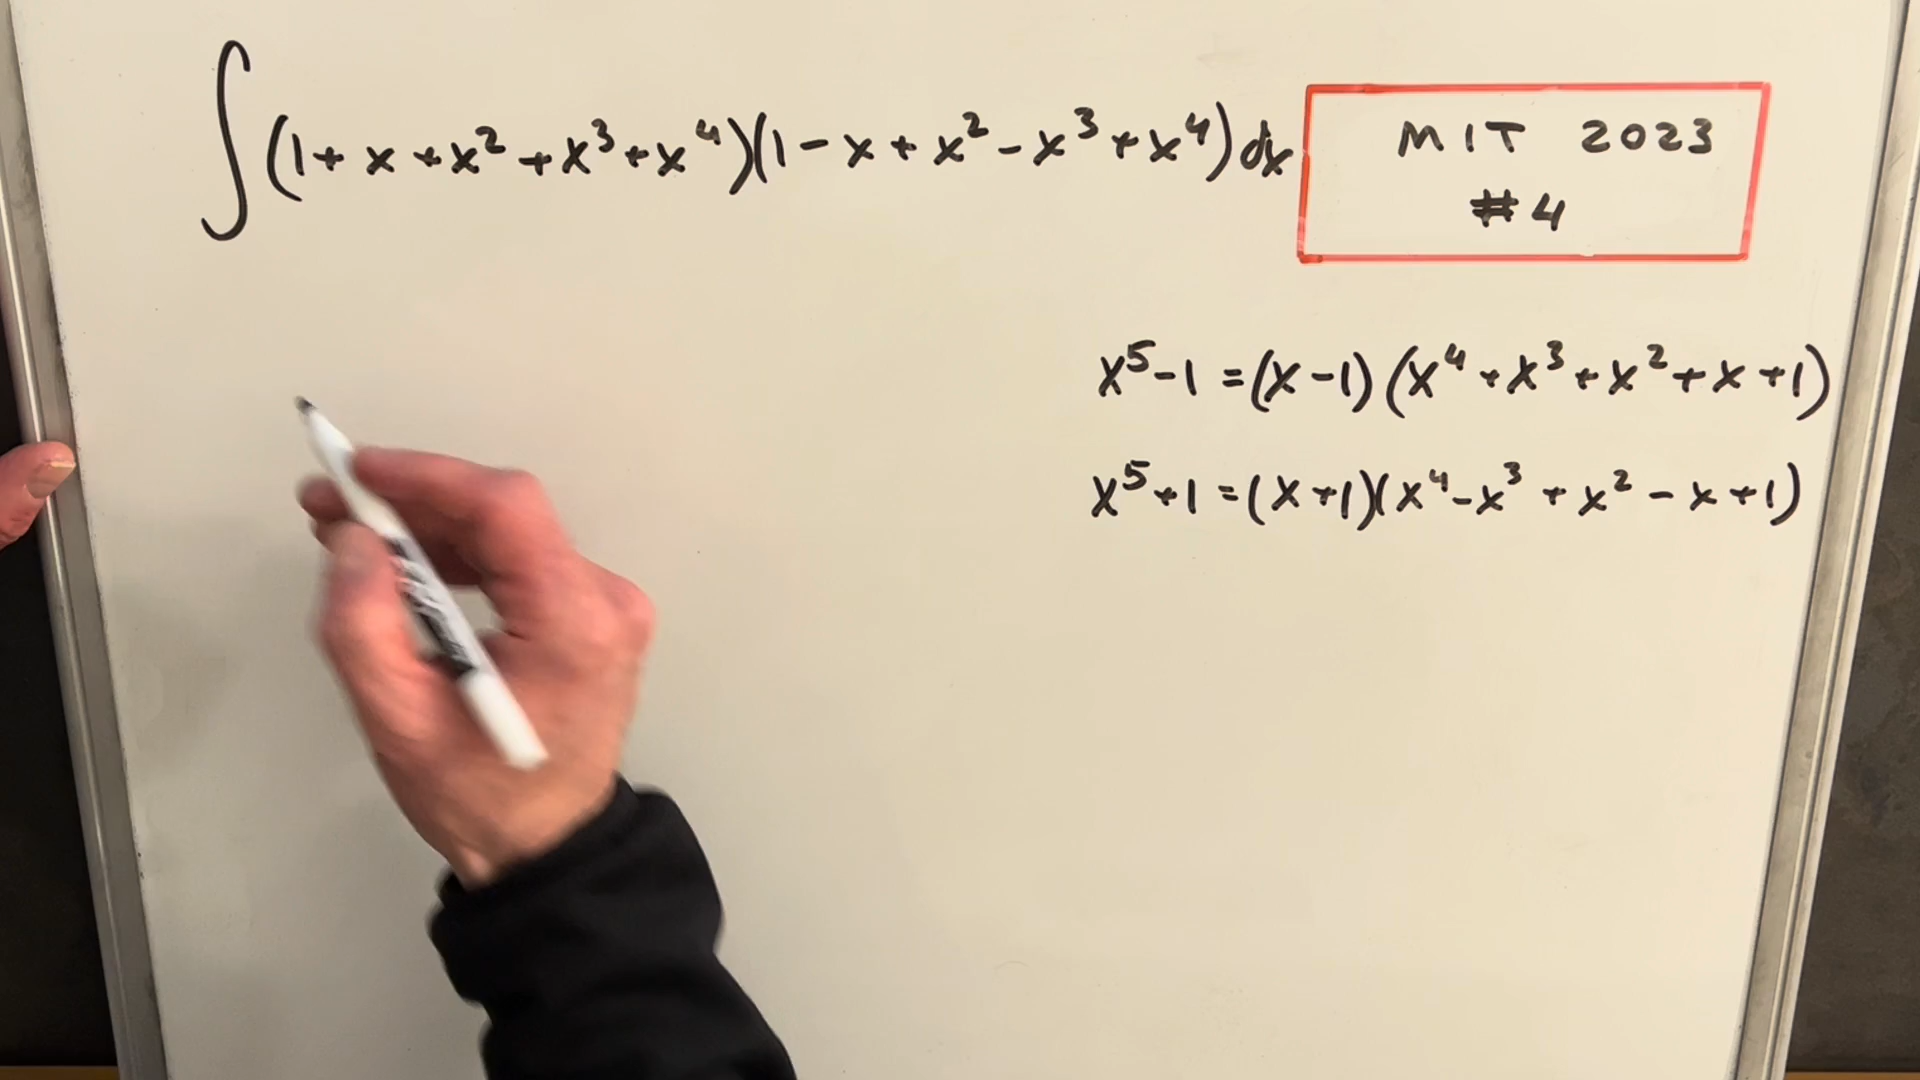 ∫(1+x+x²+x³+x⁴)(1-x+x²-x³+x⁴)dx
MIT 2023
#4
x⁵-1=(x-1)(x⁴+x³+x²+x+1)
x⁵+1=(x+1)(x⁴-x³+x²-x+1)